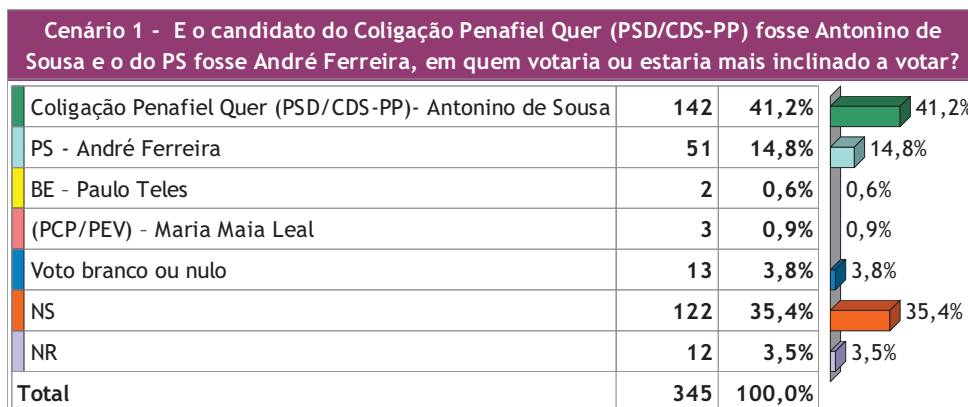 Cenário 1 - E o candidato do Coligação Penafiel Quer (PSD/CDS-PP) fosse Antonino de
Sousa e o do PS fosse André Ferreira, em quem votaria ou estaria mais inclinado a votar?
Coligação Penafiel Quer (PSD/CDS-PP)- Antonino de Sousa 142 41,2% 41,2%
PS - André Ferreira 51 14,8% 14,8%
BE – Paulo Teles 2 0,6% 0,6%
(PCP/PEV) – Maria Maia Leal 3 0,9% 0,9%
Voto branco ou nulo 13 3,8% 3,8%
NS 122 35,4% 35,4%
NR 12 3,5% 3,5%
Total 345 100,0%